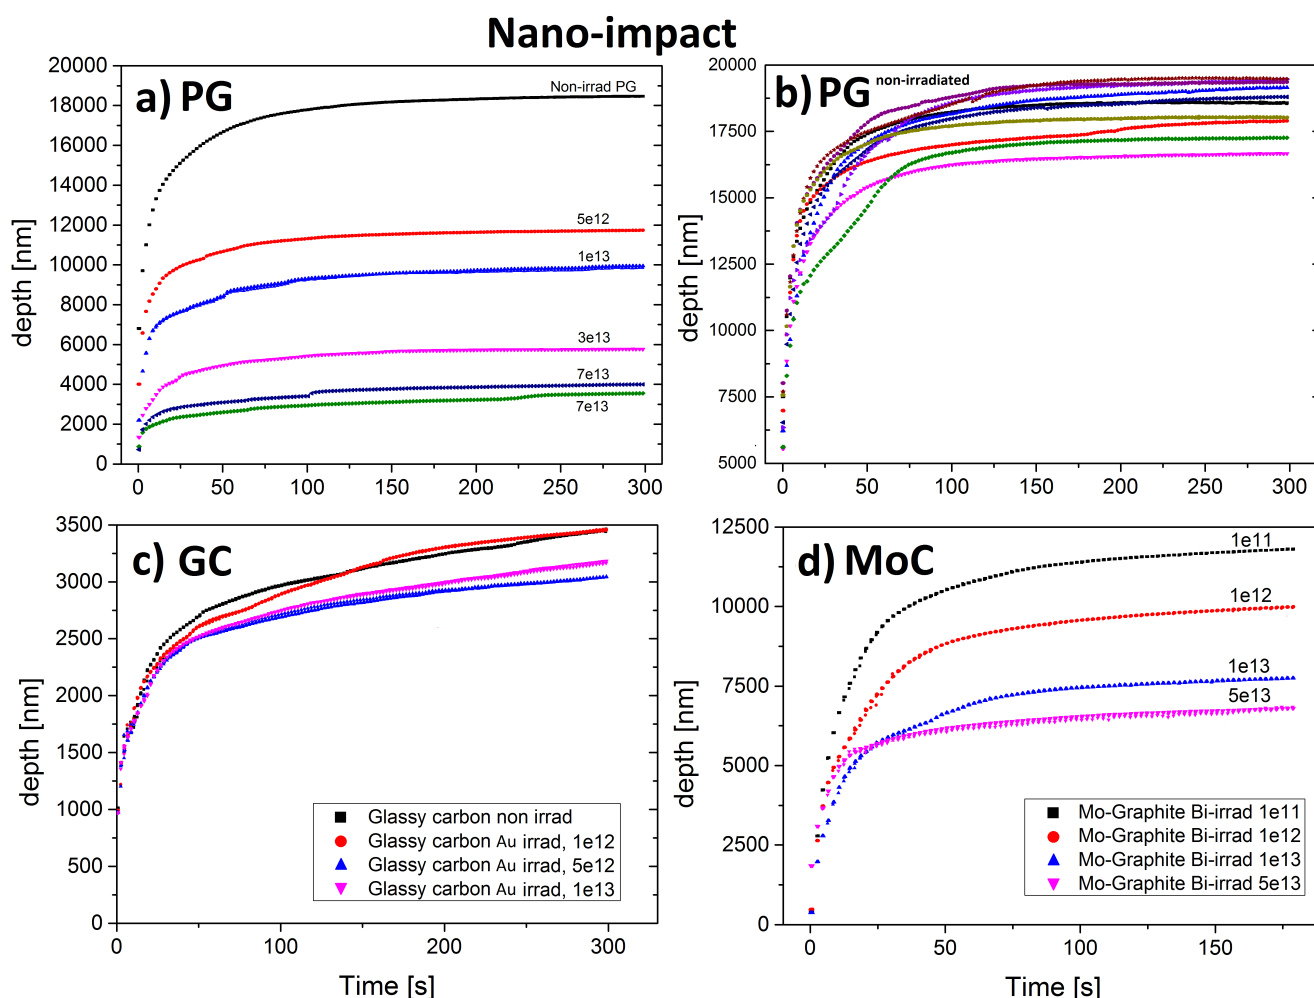 Nano-impact
a) PG
depth [nm]
20000
18000
16000
14000
12000
10000
8000
6000
4000
2000
0
Non-irrad PG
5e12
1e13
3e13
7e13
7e13
0
50
100
150
200
250
300
b) PG non-irradiated
depth [nm]
20000
17500
15000
12500
10000
7500
5000
0
50
100
150
200
250
300
c) GC
depth [nm]
3500
3000
2500
2000
1500
1000
500
0
Glassy carbon non irrad
Glassy carbon Au irrad, 1e12
Glassy carbon Au irrad, 5e12
Glassy carbon Au irrad, 1e13
0
100
200
300
Time [s]
d) MoC
depth [nm]
12500
10000
7500
5000
2500
0
1e11
1e12
1e13
5e13
Mo-Graphite Bi-irrad 1e11
Mo-Graphite Bi-irrad 1e12
Mo-Graphite Bi-irrad 1e13
Mo-Graphite Bi-irrad 5e13
0
50
100
150
Time [s]